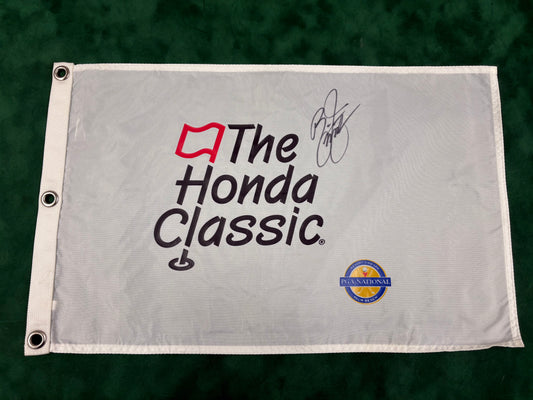 The
Honda
Classic®
PGA NATIONAL